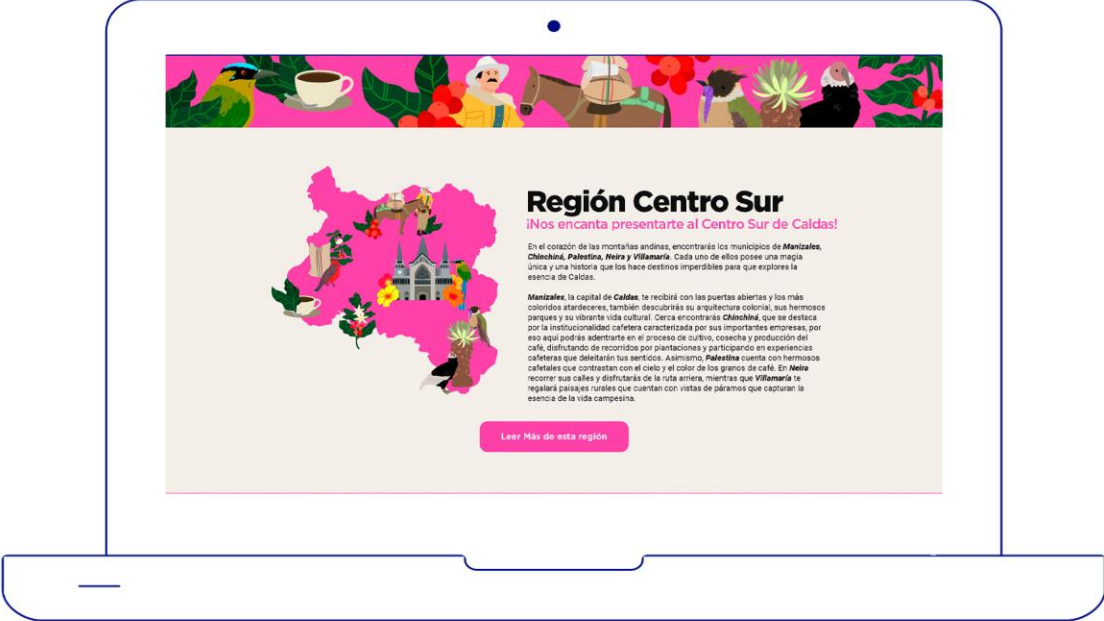 Región Centro Sur
¡Nos encanta presentarte al Centro Sur de Caldas!
En el corazón de las montañas andinas, encontrarás los municipios de Manizales,
Chinchiná, Palestina, Neira y Villamaría. Cada uno de ellos posee una magia
única y una historia que los hace destinos imperdibles para que explores la
esencia de Caldas.
Manizales, la capital de Caldas, te recibirá con las puertas abiertas y los más
coloridos atardeceres, también descubrirás su arquitectura colonial, sus hermosos
parques y su vibrante vida cultural. Cerca encontrarás Chinchiná, que se destaca
por la institucionalidad cafetera caracterizada por sus importantes empresas, por
eso aquí podrás adentrarte en el proceso de cultivo, cosecha y producción del
café, disfrutando de recorridos por plantaciones y participando en experiencias
cafeteras que deleitarán tus sentidos. Asimismo, Palestina cuenta con hermosos
cafetales que contrastan con el cielo y el color de los granos de café. En Neira
recorrer sus calles y disfrutarás de la ruta arriera, mientras que Villamaría te
regalará paisajes rurales que cuentan con vistas de páramos que capturan la
esencia de la vida campesina.
Leer Más de esta región